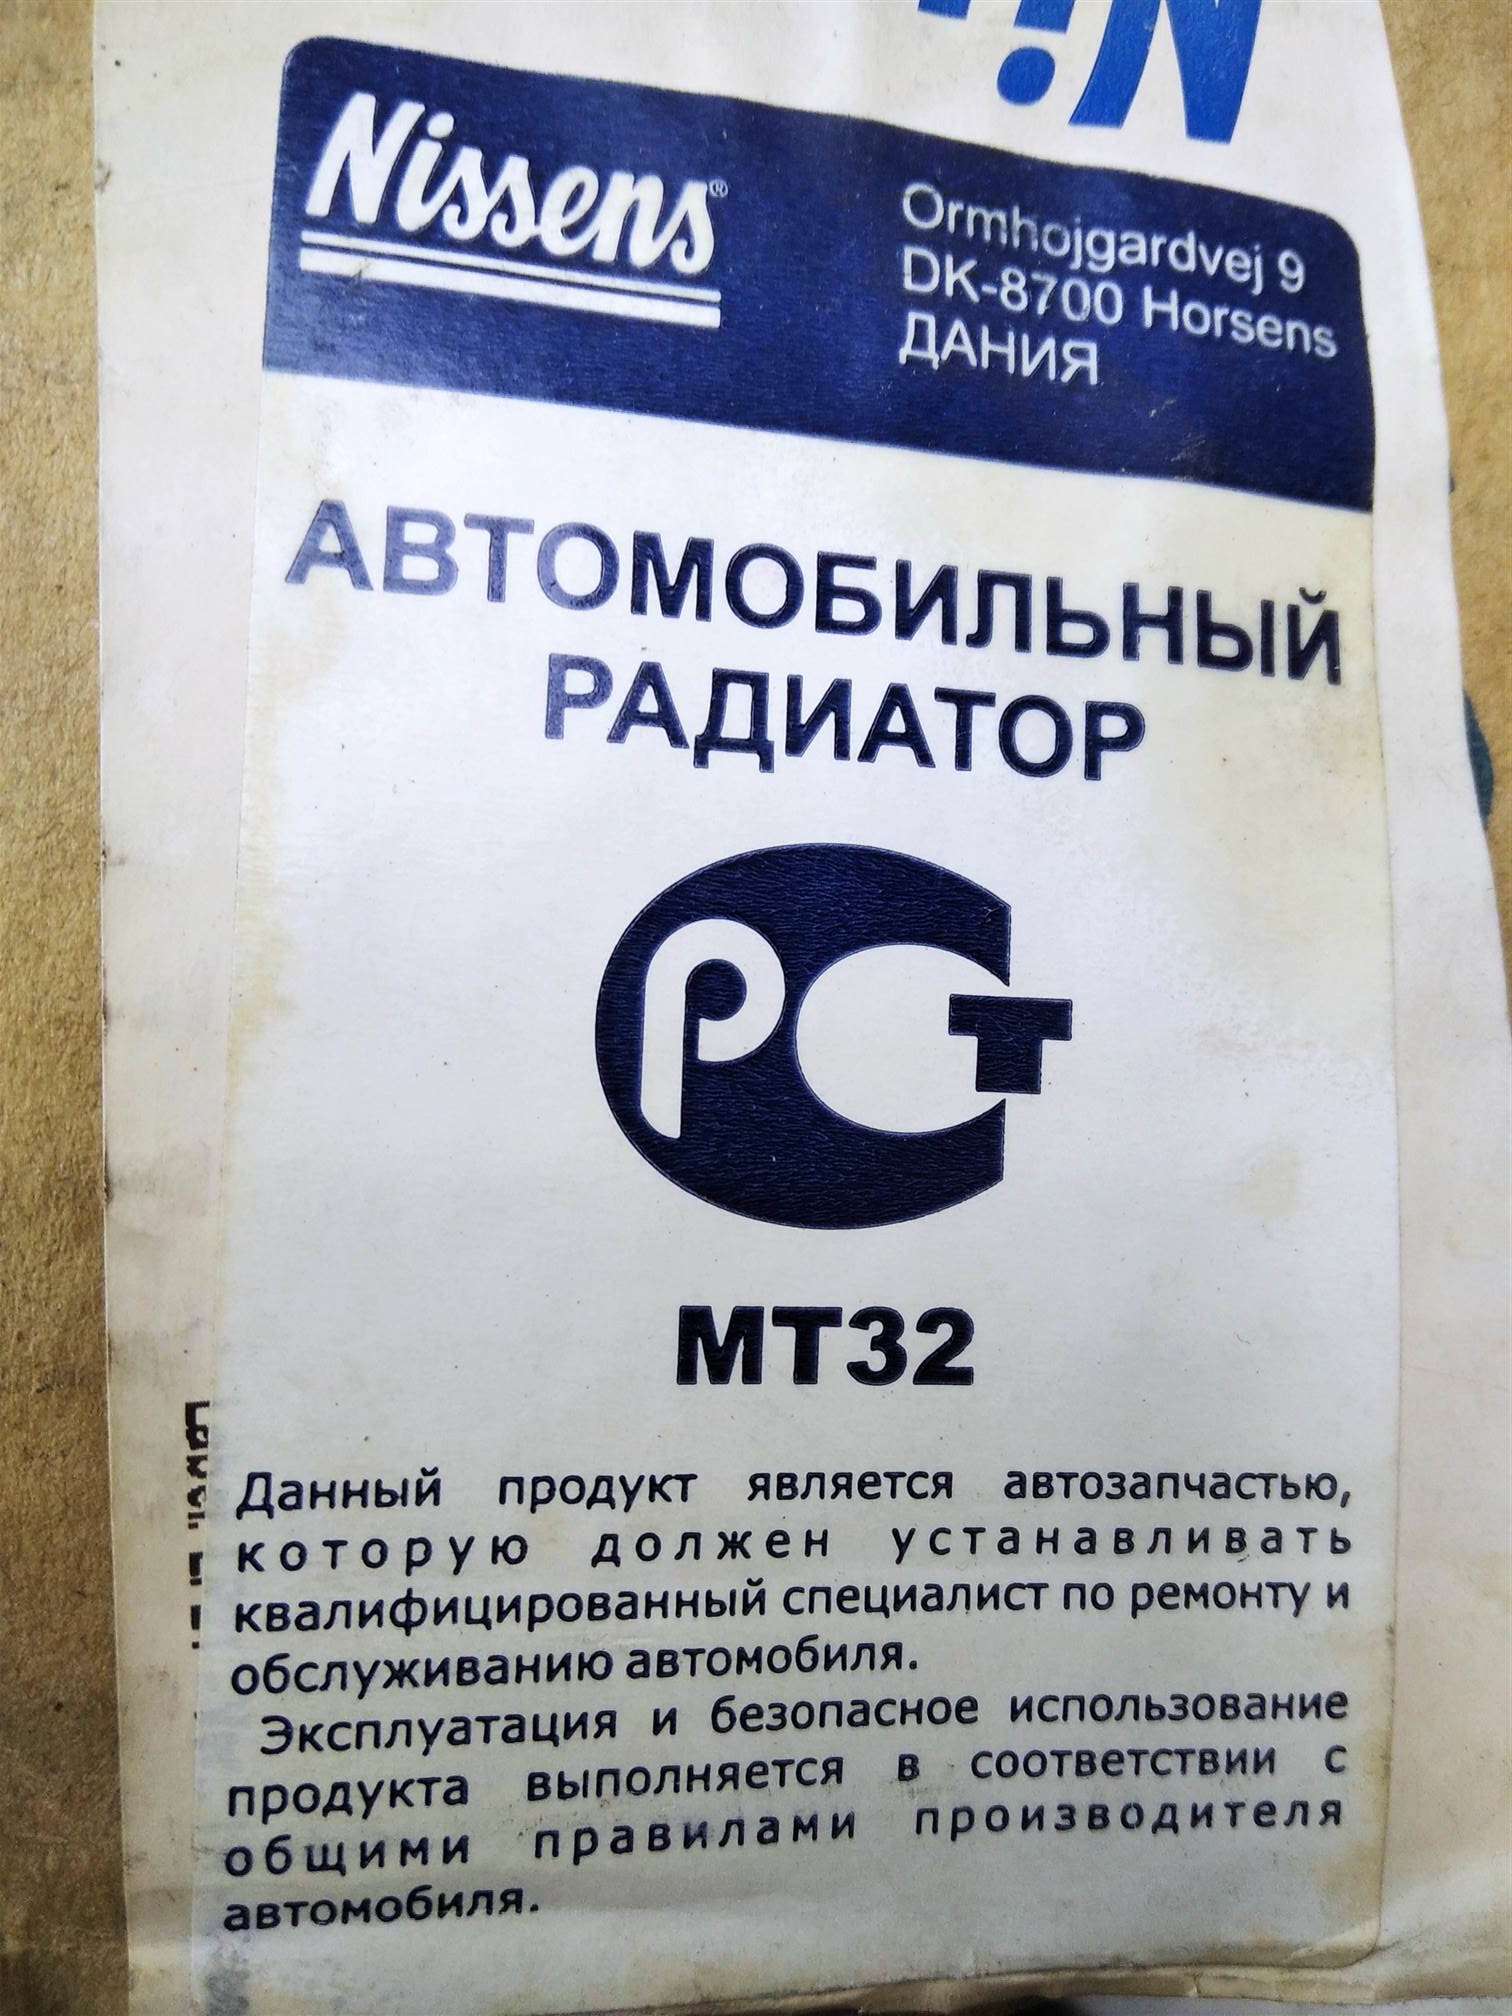 Nissens®
Ormhojgardvej 9
DK-8700 Horsens
ДАНИЯ
АВТОМОБИЛЬНЫЙ
РАДИАТОР
РСТ
МТ32
Данный продукт является автозапчастью,
которую должен устанавливать
квалифицированный специалист по ремонту и
обслуживанию автомобиля.
Эксплуатация и безопасное использование
продукта выполняется в соответствии с
общими правилами производителя
автомобиля.